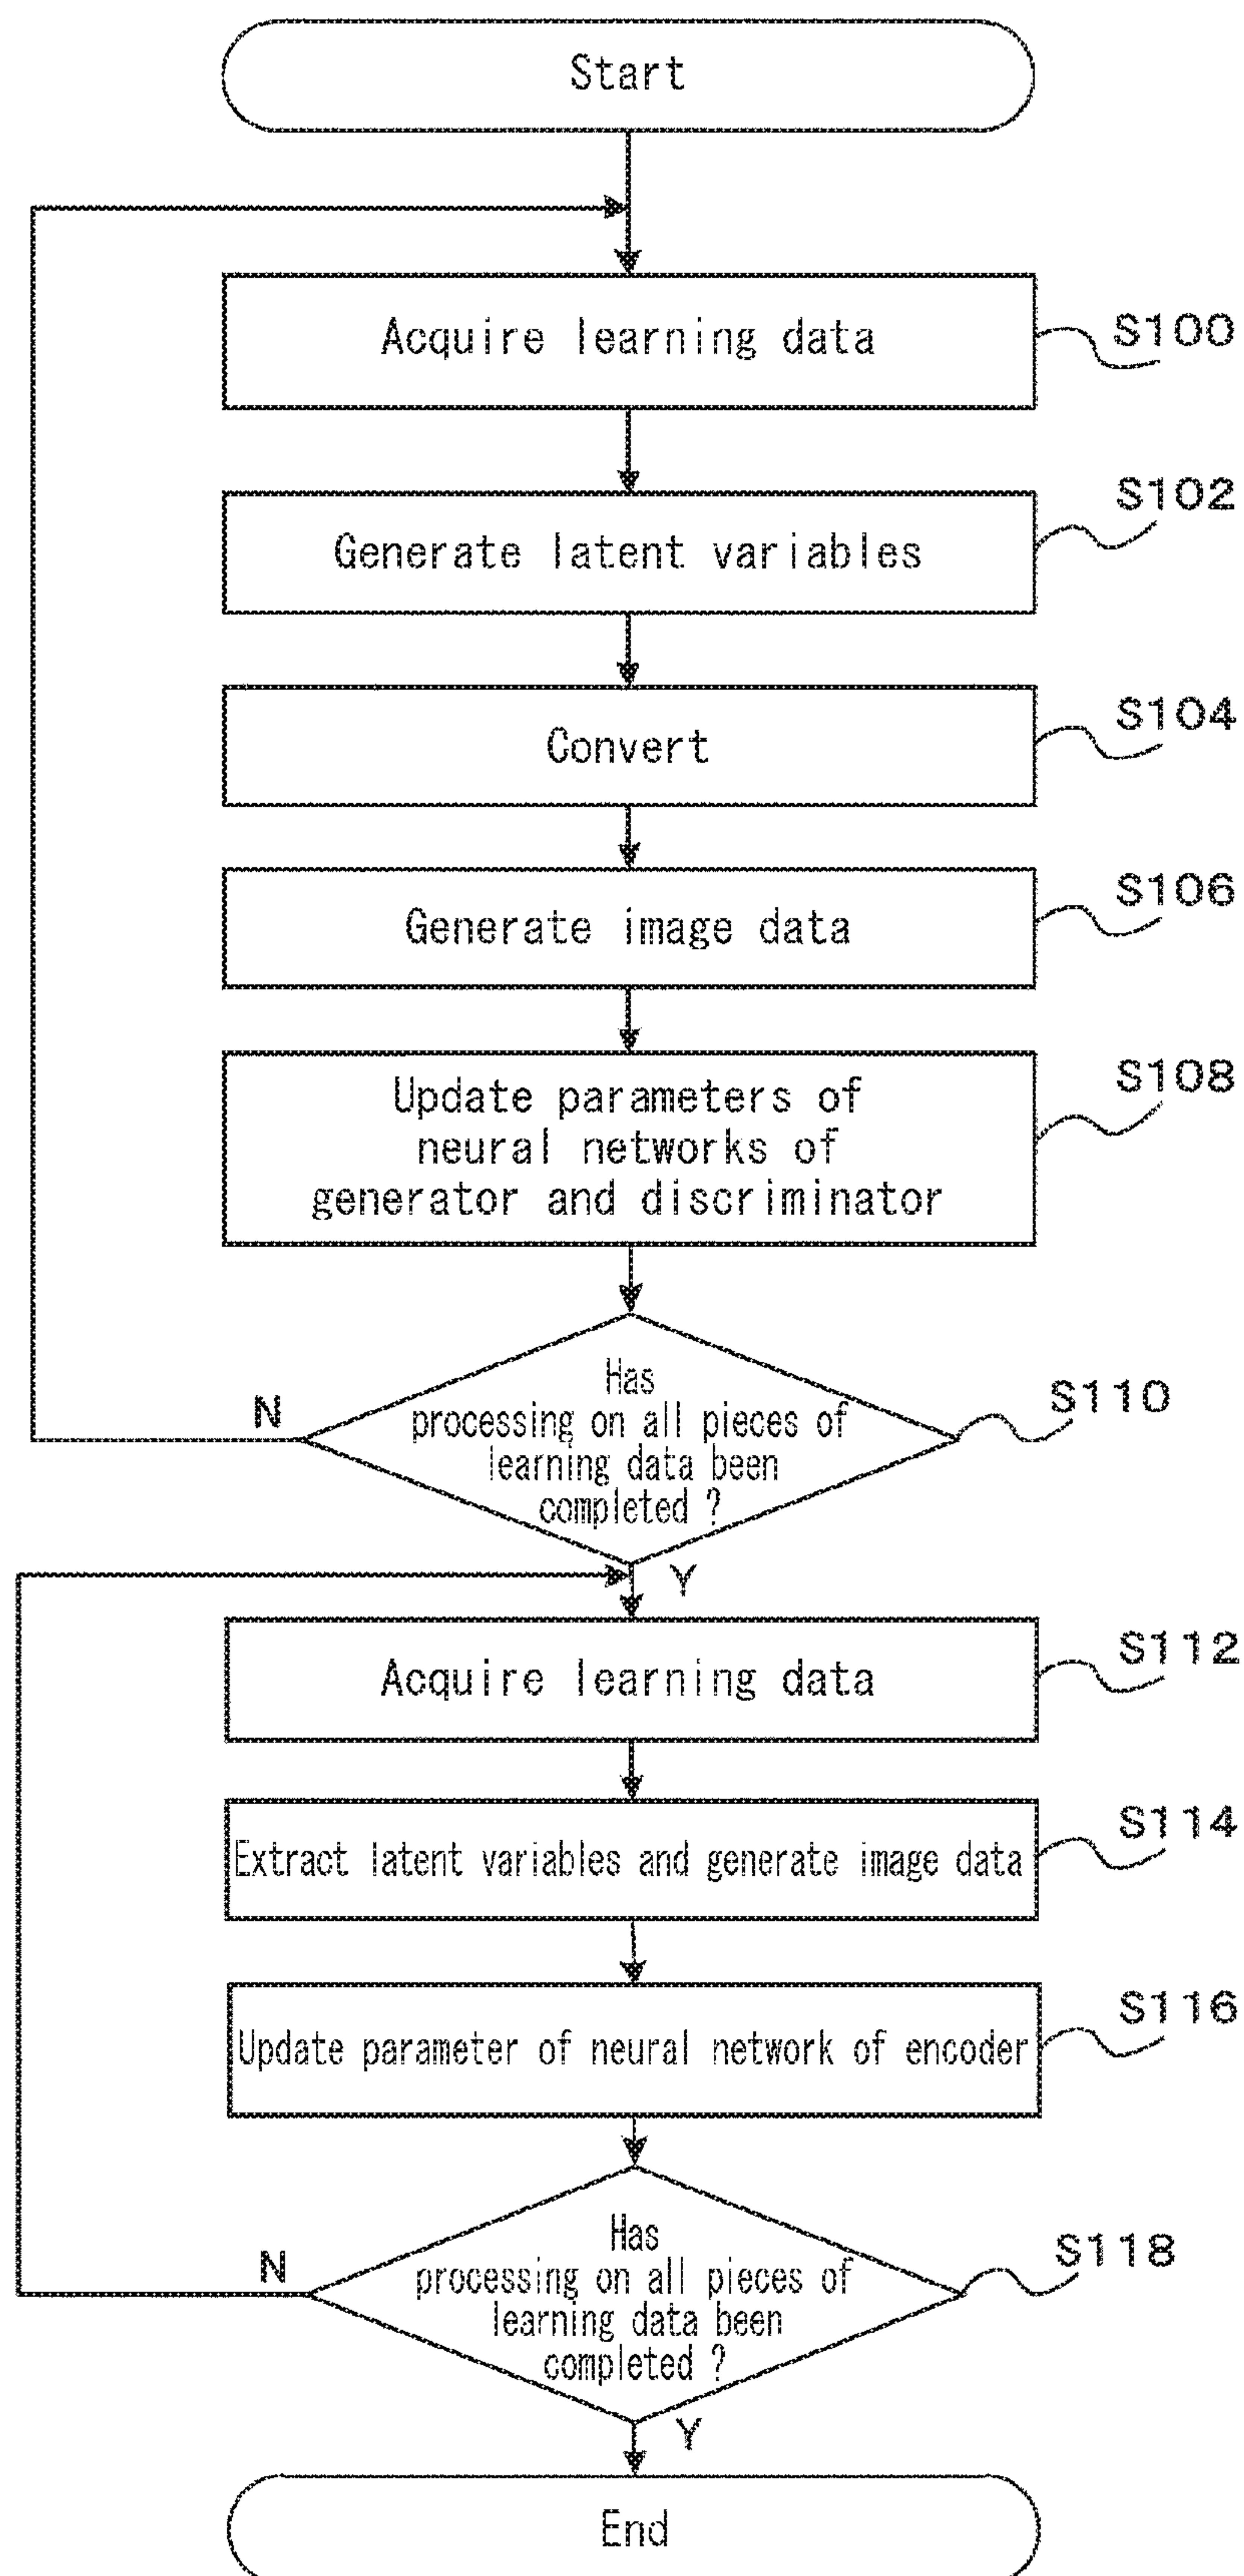 Start
Acquire learning data
S100
Generate latent variables
S102
Convert
S104
Generate image data
S106
Update parameters of
neural networks of
generator and discriminator
S108
Has
processing on all pieces of
learning data been
completed ?
S110
N
Y
Acquire learning data
S112
Extract latent variables and generate image data
S114
Update parameter of neural network of encoder
S116
Has
processing on all pieces of
learning data been
completed ?
S118
N
Y
End